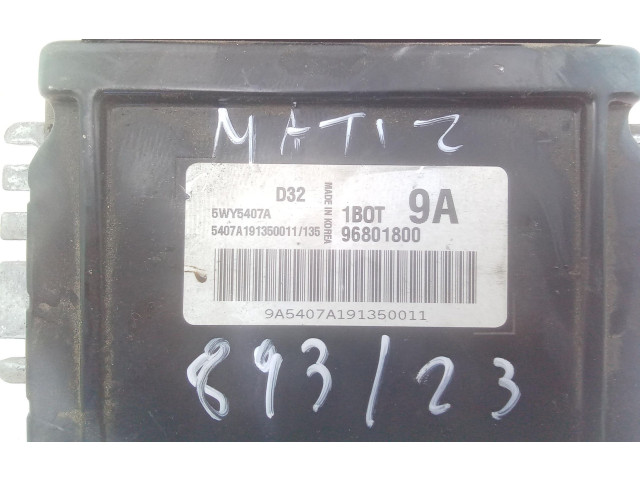 MATIZ
D32
5WY5407A
5407A191350011/135
MADE IN KOREA
1BOT 9A
96801800
9A5407A191350011
893/23